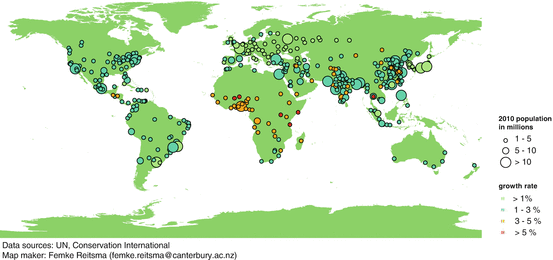 2010 population
in millions
1 - 5
5 - 10
> 10
growth rate
> 1%
1 - 3 %
3 - 5 %
> 5 %
Data sources: UN, Conservation International
Map maker: Femke Reitsma (femke.reitsma@canterbury.ac.nz)